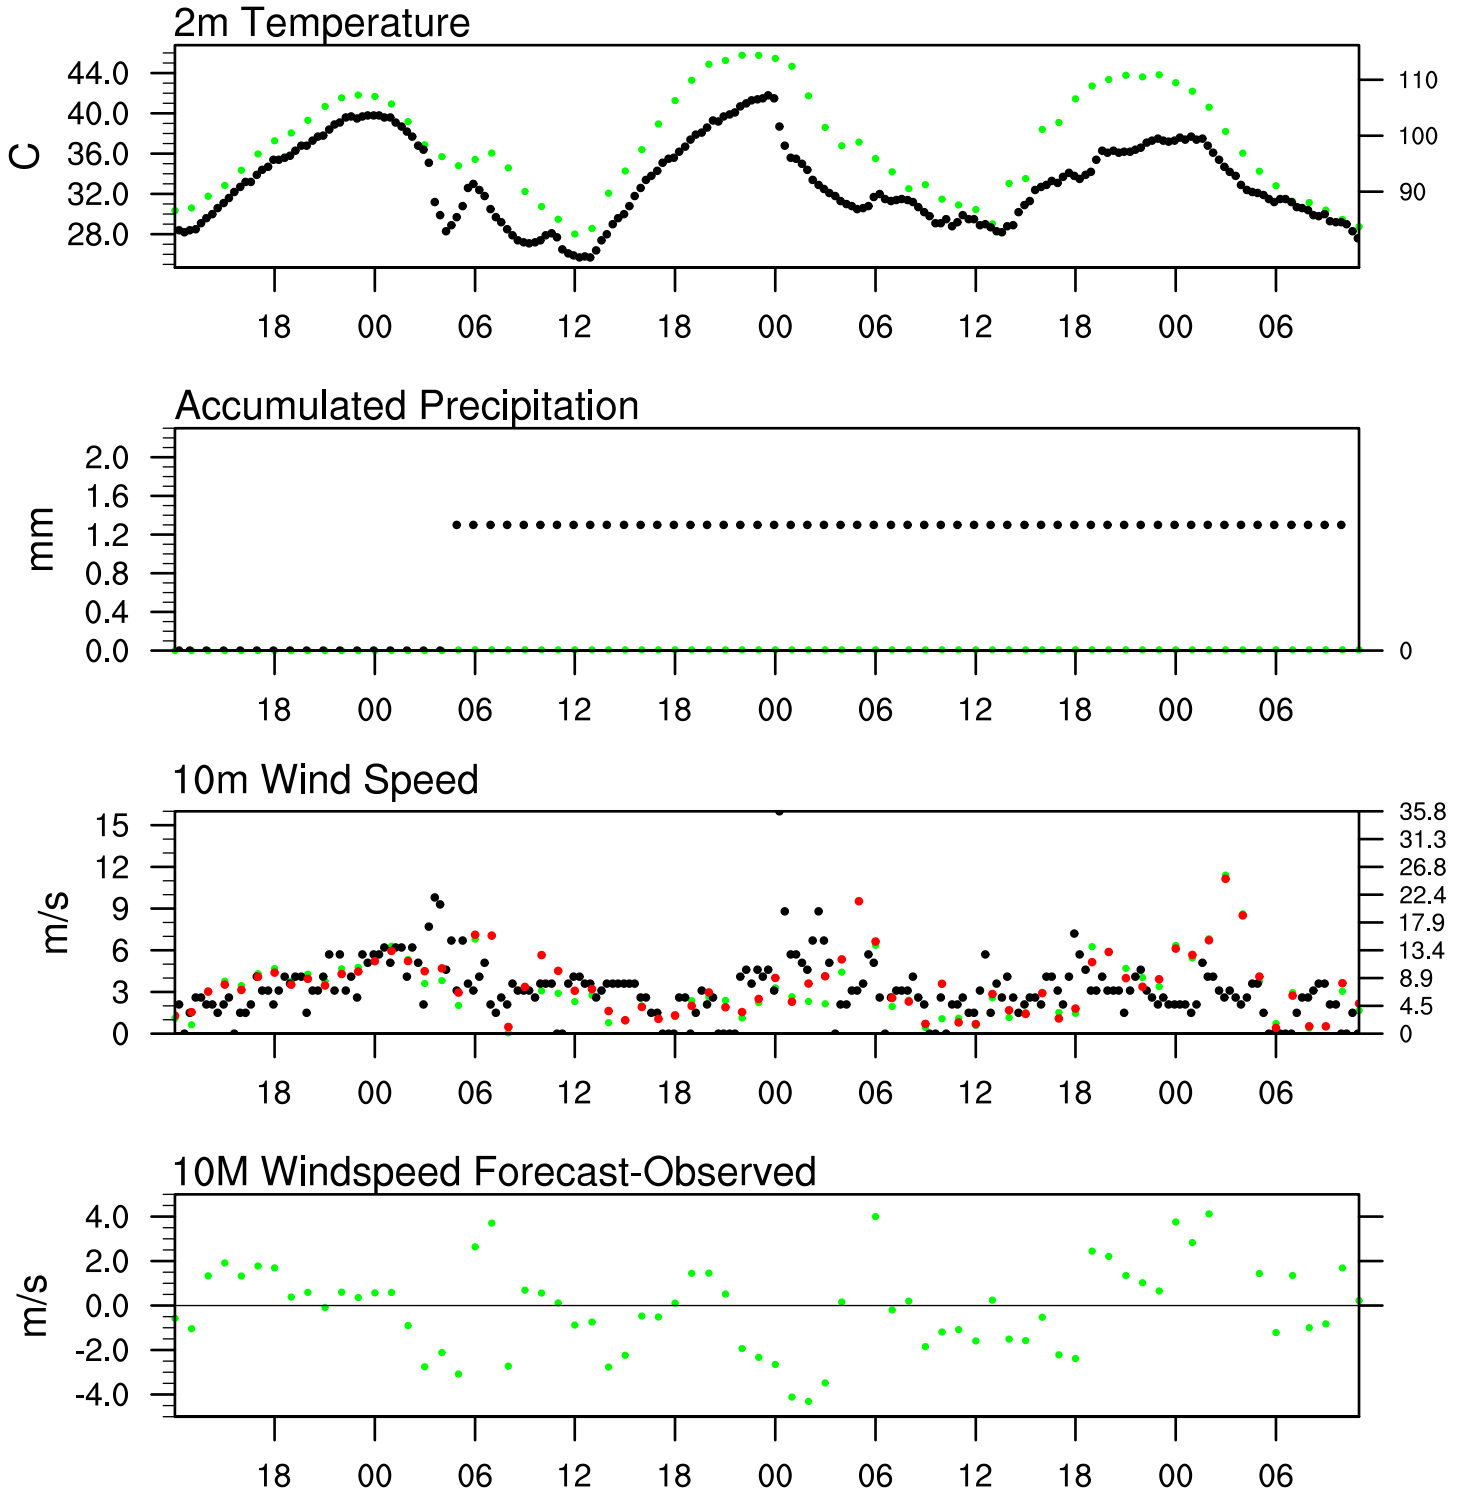 2m Temperature
44.0
40.0
36.0
32.0
28.0
C
110
100
90
18 00 06 12 18 00 06 12 18 00 06
Accumulated Precipitation
2.0
1.6
1.2
0.8
0.4
0.0
mm
0
18 00 06 12 18 00 06 12 18 00 06
10m Wind Speed
15
12
9
6
3
0
m/s
35.8
31.3
26.8
22.4
17.9
13.4
8.9
4.5
0
18 00 06 12 18 00 06 12 18 00 06
10M Windspeed Forecast-Observed
4.0
2.0
0.0
-2.0
-4.0
m/s
18 00 06 12 18 00 06 12 18 00 06